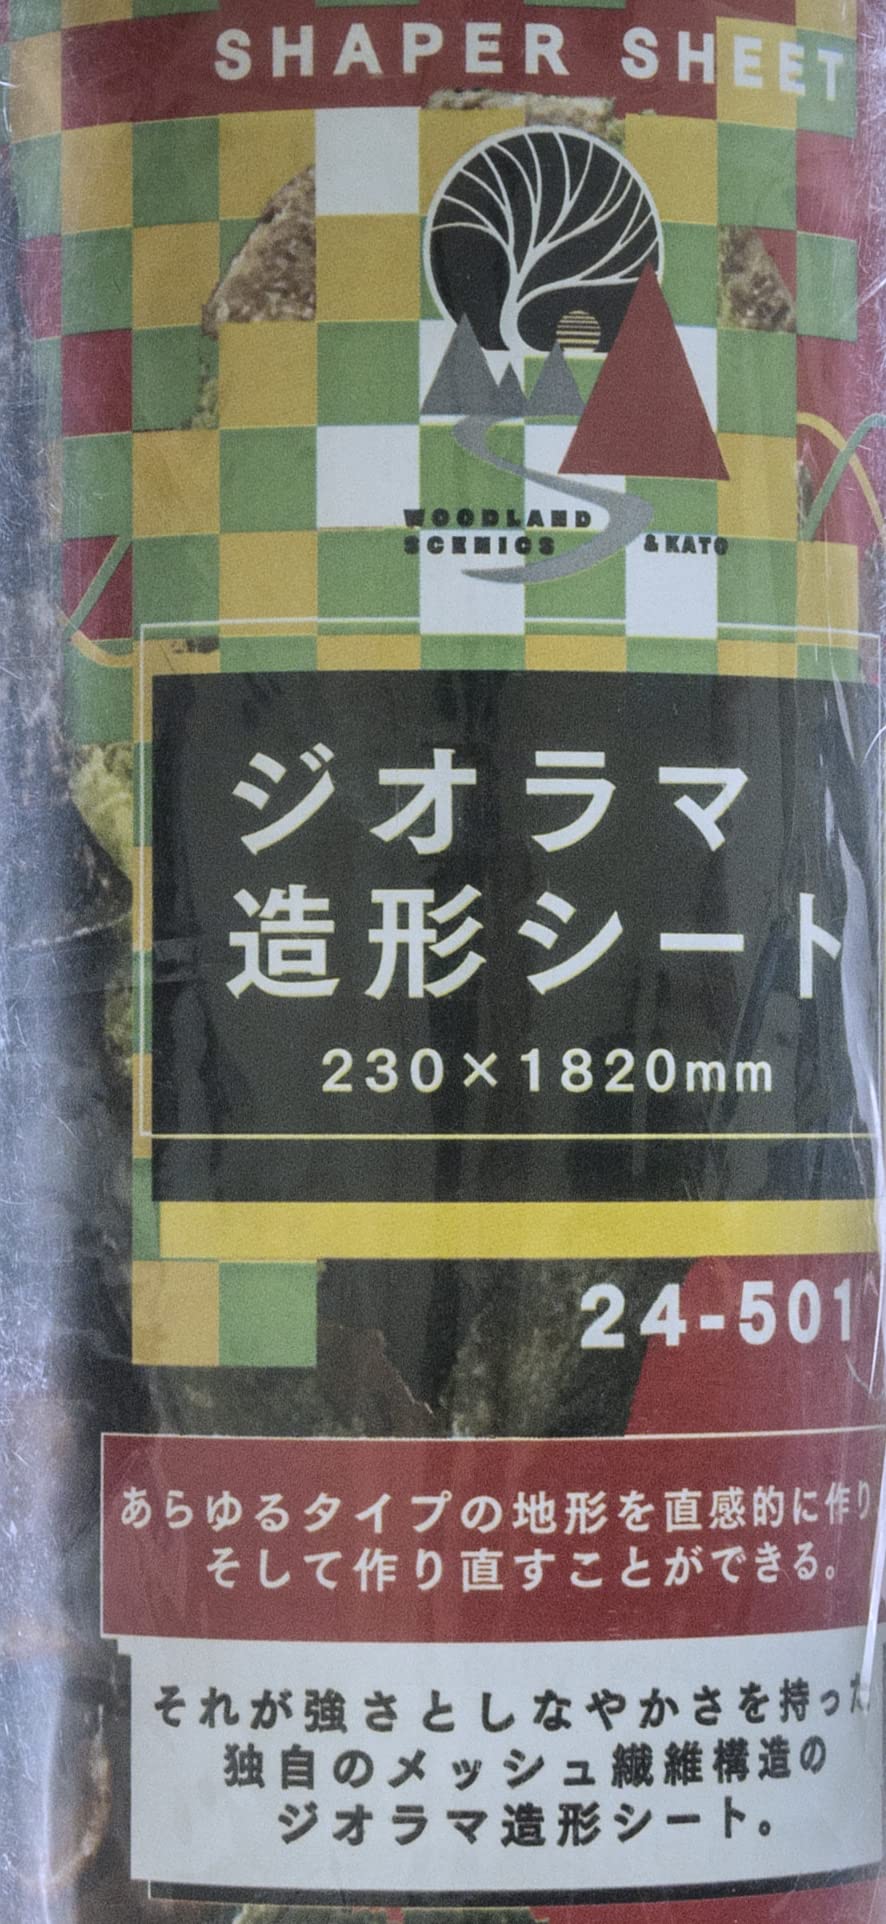 SHAPER SHEET
WOODLAND
SCENICS & KATO
ジオラマ
造形シート
230×1820mm
24-501
あらゆるタイプの地形を直感的に作り
そして作り直すことができる。
それが強さとしなやかさを持った
独自のメッシュ繊維構造の
ジオラマ造形シート。